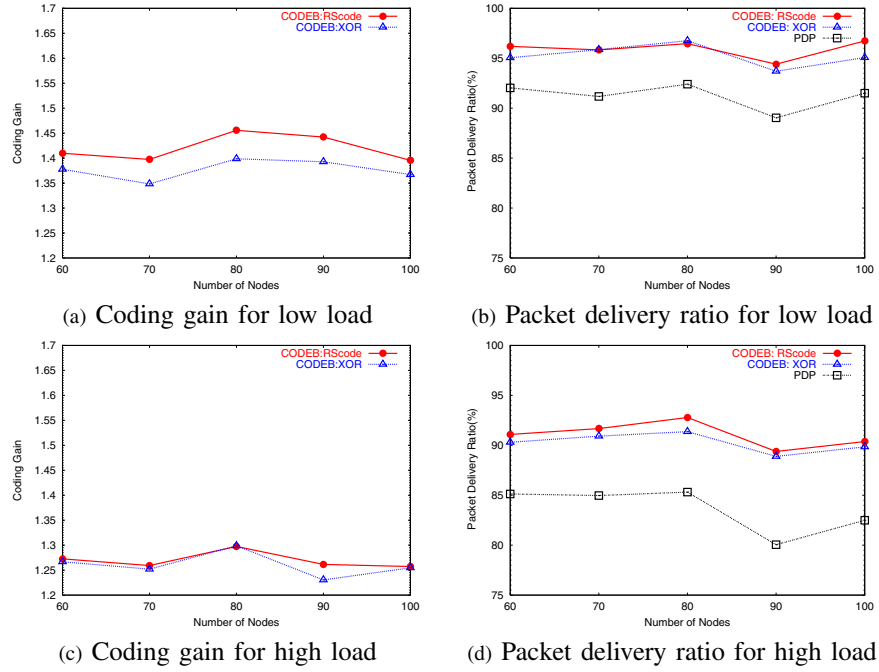 1.7
1.65
1.6
1.55
1.5
1.45
1.4
1.35
1.3
1.25
1.2
Coding Gain
CODEB:RScode
CODEB:XOR
60 70 80 90 100
Number of Nodes
(a) Coding gain for low load
100
95
90
85
80
75
Packet Delivery Ratio(%)
CODEB: RScode
CODEB: XOR
PDP
60 70 80 90 100
Number of Nodes
(b) Packet delivery ratio for low load
1.7
1.65
1.6
1.55
1.5
1.45
1.4
1.35
1.3
1.25
1.2
Coding Gain
CODEB:RScode
CODEB:XOR
60 70 80 90 100
Number of Nodes
(c) Coding gain for high load
100
95
90
85
80
75
Packet Delivery Ratio(%)
CODEB: RScode
CODEB: XOR
PDP
60 70 80 90 100
Number of Nodes
(d) Packet delivery ratio for high load